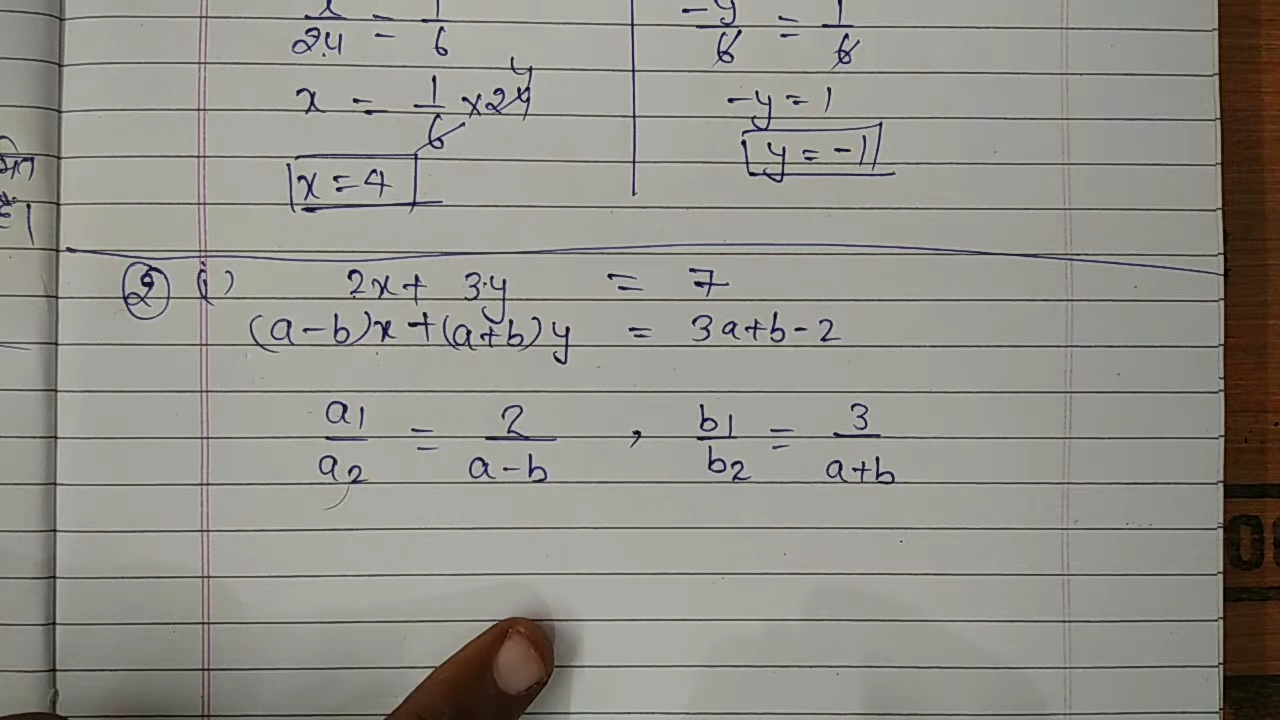 x/24 = 1/6
-y/6 = 1/6
x = 1/6 ×24 4
-y = 1
x = 4
y = -1
है।
② (i) 2x + 3y = 7
(a-b)x + (a+b)y = 3a+b-2
a1/a2 = 2/a-b , b1/b2 = 3/a+b